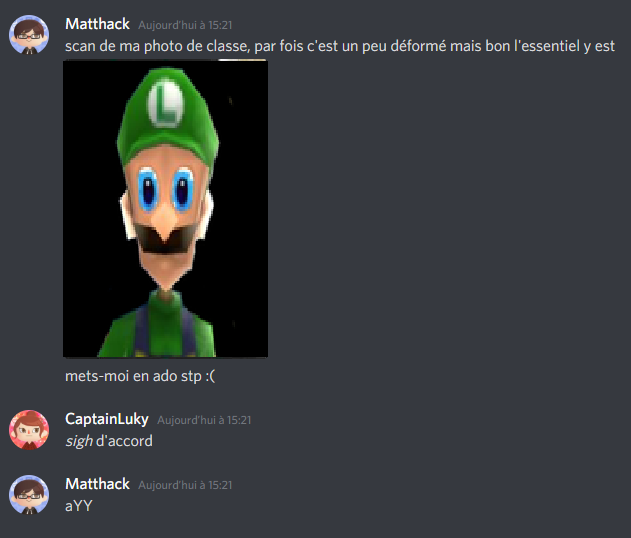 Matthack Aujourd'hui à 15:21
scan de ma photo de classe, par fois c'est un peu déformé mais bon l'essentiel y est
L
mets-moi en ado stp :(
CaptainLuky Aujourd'hui à 15:21
sigh d'accord
Matthack Aujourd'hui à 15:21
aYY